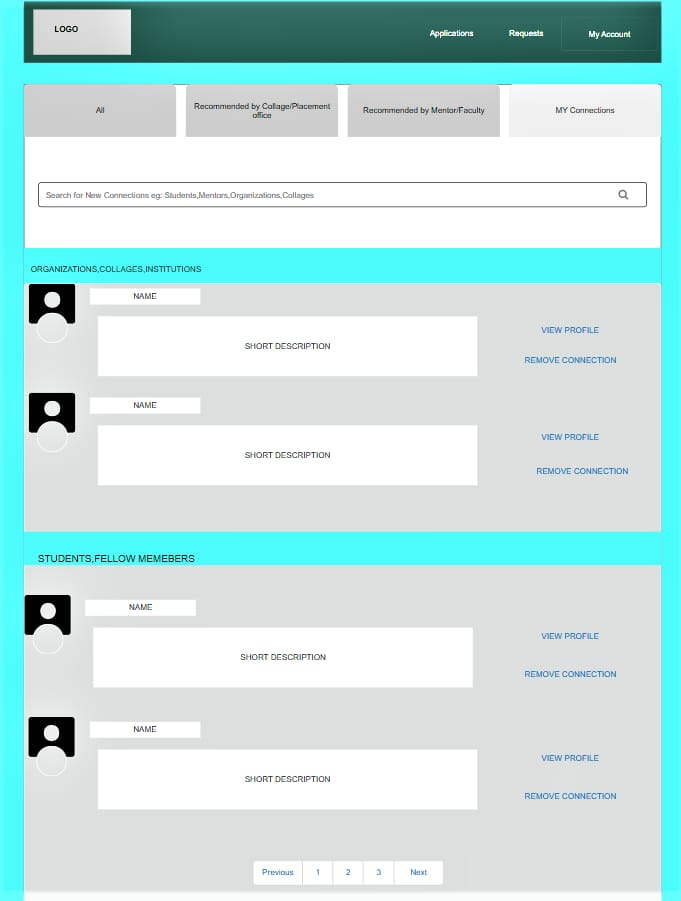 LOGO
Applications
Requests
My Account
All
Recommended by Collage/Placement
office
Recommended by Mentor/Faculty
MY Connections
Search for New Connections eg: Students,Mentors,Organizations,Collages
ORGANIZATIONS,COLLAGES,INSTITUTIONS
NAME
SHORT DESCRIPTION
VIEW PROFILE
REMOVE CONNECTION
NAME
SHORT DESCRIPTION
VIEW PROFILE
REMOVE CONNECTION
STUDENTS,FELLOW MEMEBERS
NAME
SHORT DESCRIPTION
VIEW PROFILE
REMOVE CONNECTION
NAME
SHORT DESCRIPTION
VIEW PROFILE
REMOVE CONNECTION
Previous 1 2 3 Next